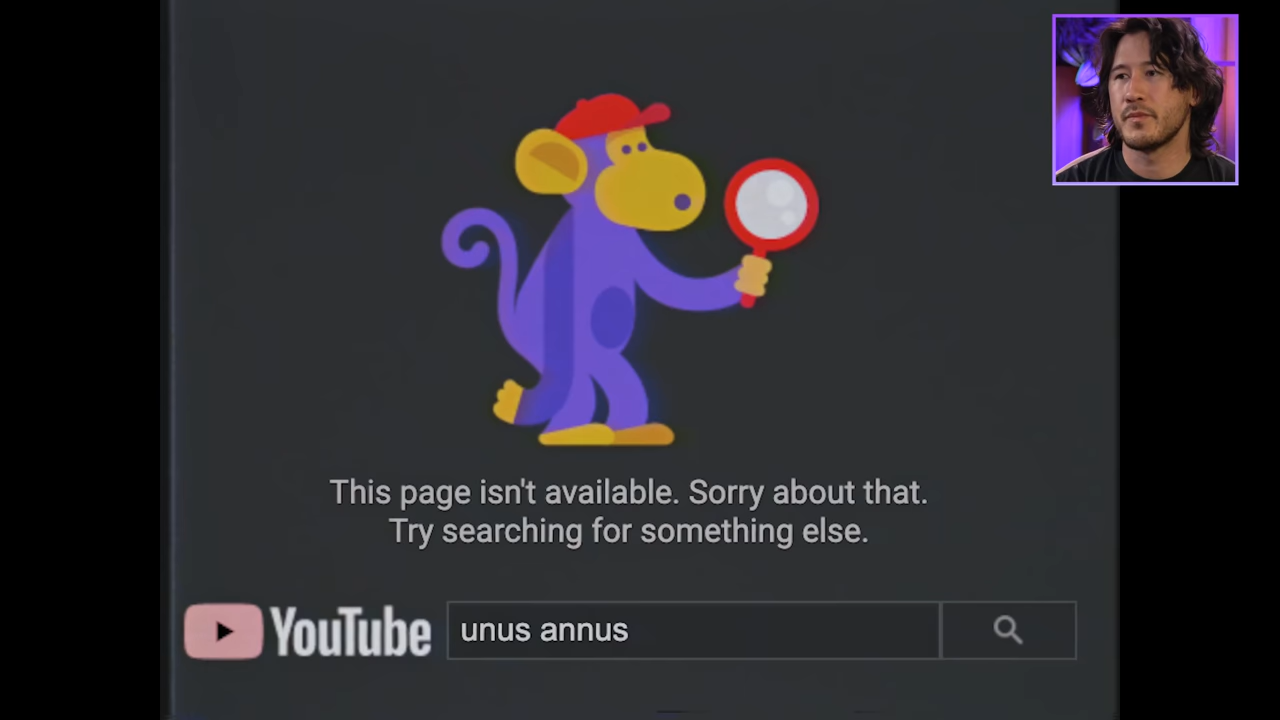 This page isn't available. Sorry about that.
Try searching for something else.
YouTube unus annus